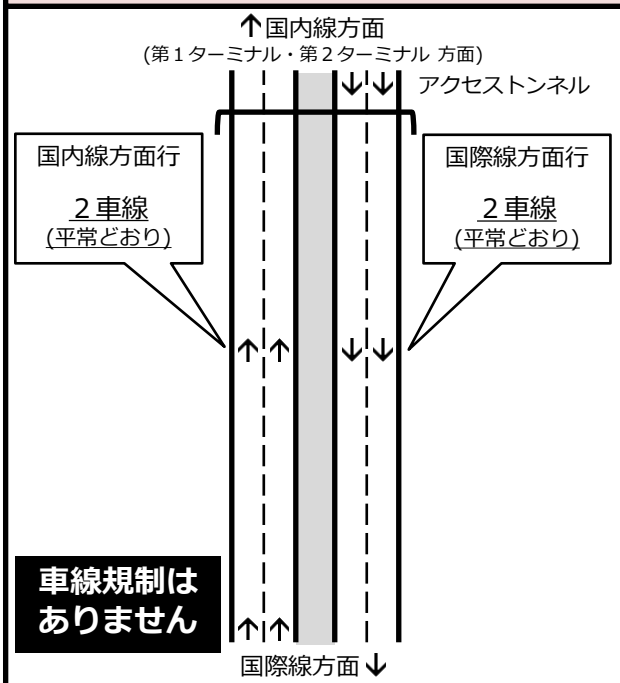 ↑国内線方面
(第１ターミナル・第２ターミナル 方面)
アクセストンネル
国内線方面行
２車線
(平常どおり)
国際線方面行
２車線
(平常どおり)
車線規制は
ありません
国際線方面↓